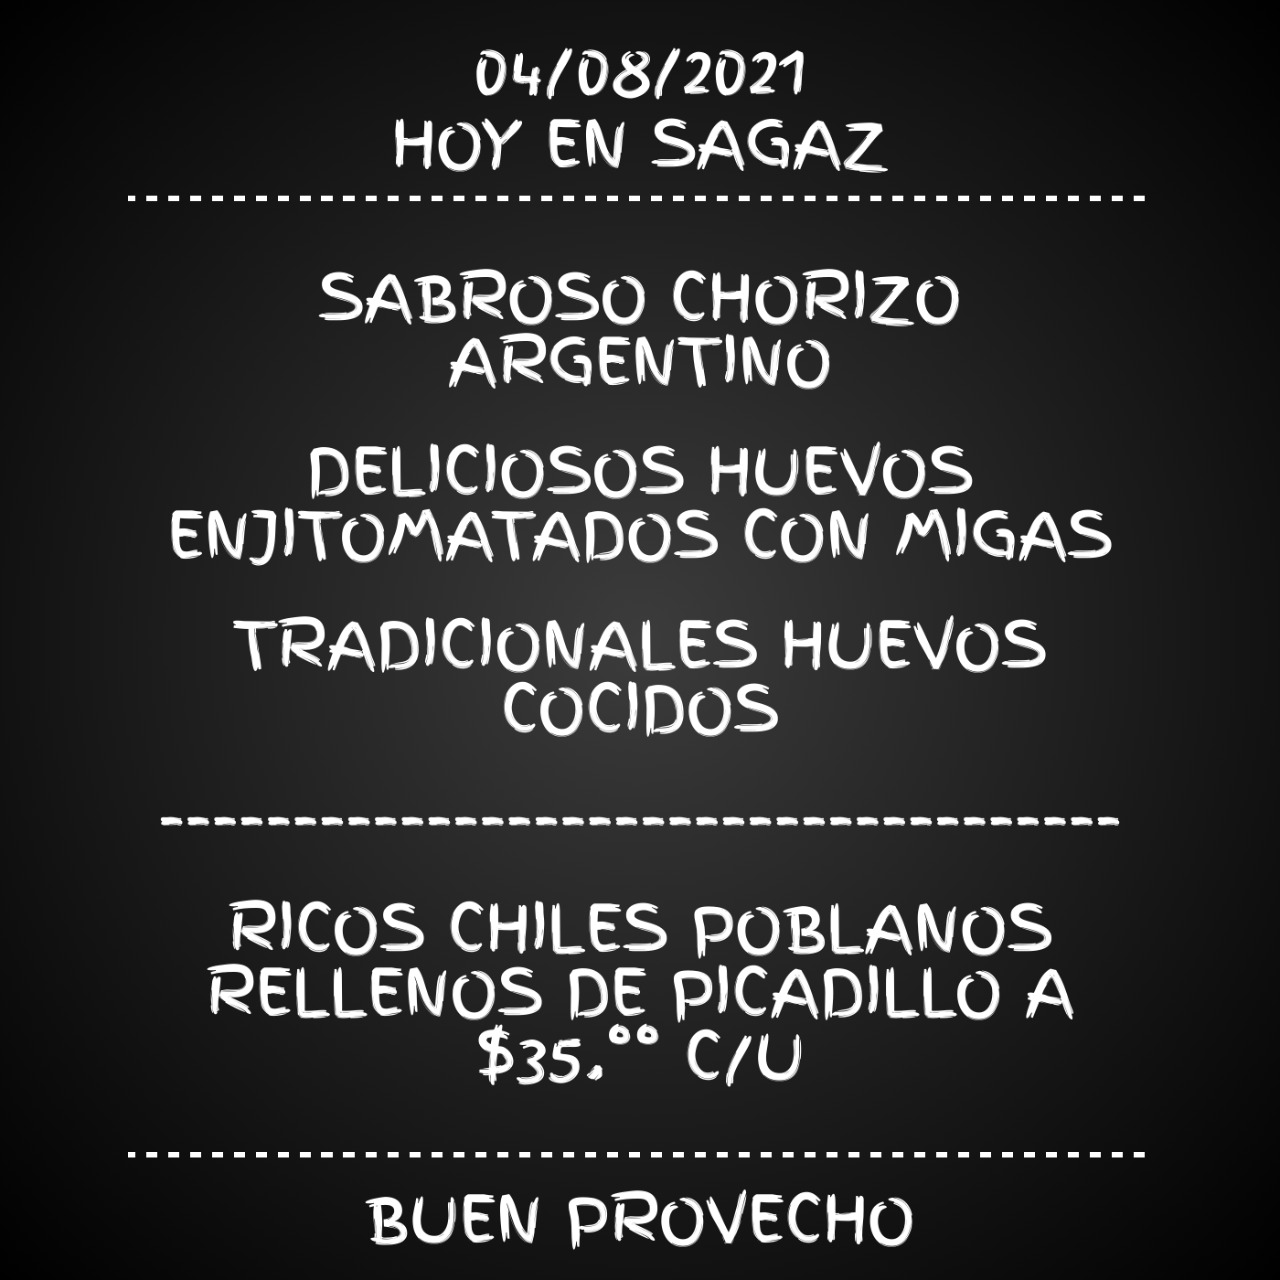 04/08/2021
HOY EN SAGAZ
SABROSO CHORIZO
ARGENTINO
DELICIOSOS HUEVOS
ENJITOMATADOS CON MIGAS
TRADICIONALES HUEVOS
COCIDOS
------------------------------------
RICOS CHILES POBLANOS
RELLENOS DE PICADILLO A
$35.°° C/U
BUEN PROVECHO